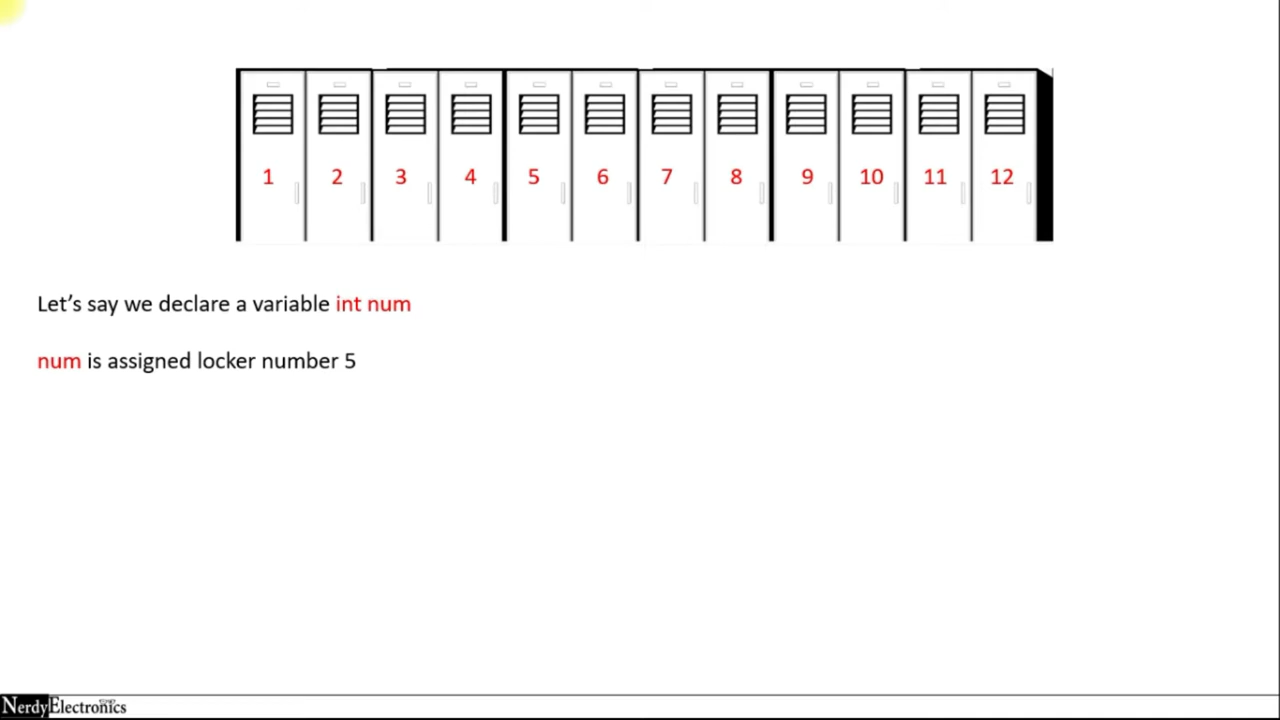 1 2 3 4 5 6 7 8 9 10 11 12
Let's say we declare a variable int num
num is assigned locker number 5
NerdyElectronics